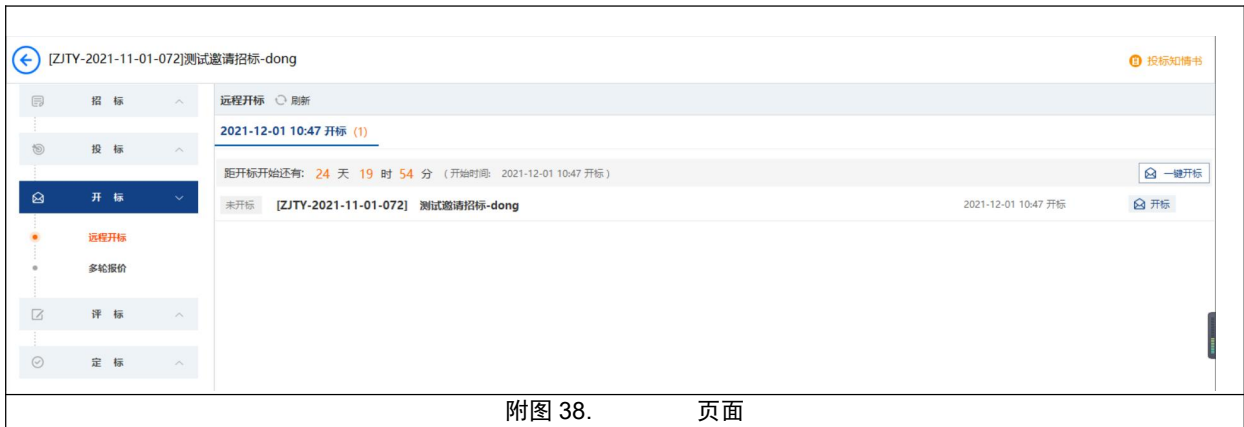 [ZJTY-2021-11-01-072]测试邀请招标-dong
投标知情书
招 标
投 标
开 标
远程开标
多轮报价
评 标
定 标
远程开标 刷新
2021-12-01 10:47 开标 (1)
距开标开始还有: 24 天 19 时 54 分 (开始时间: 2021-12-01 10:47 开标)
一键开标
未开标 [ZJTY-2021-11-01-072] 测试邀请招标-dong 2021-12-01 10:47 开标 开标
附图 38. 页面